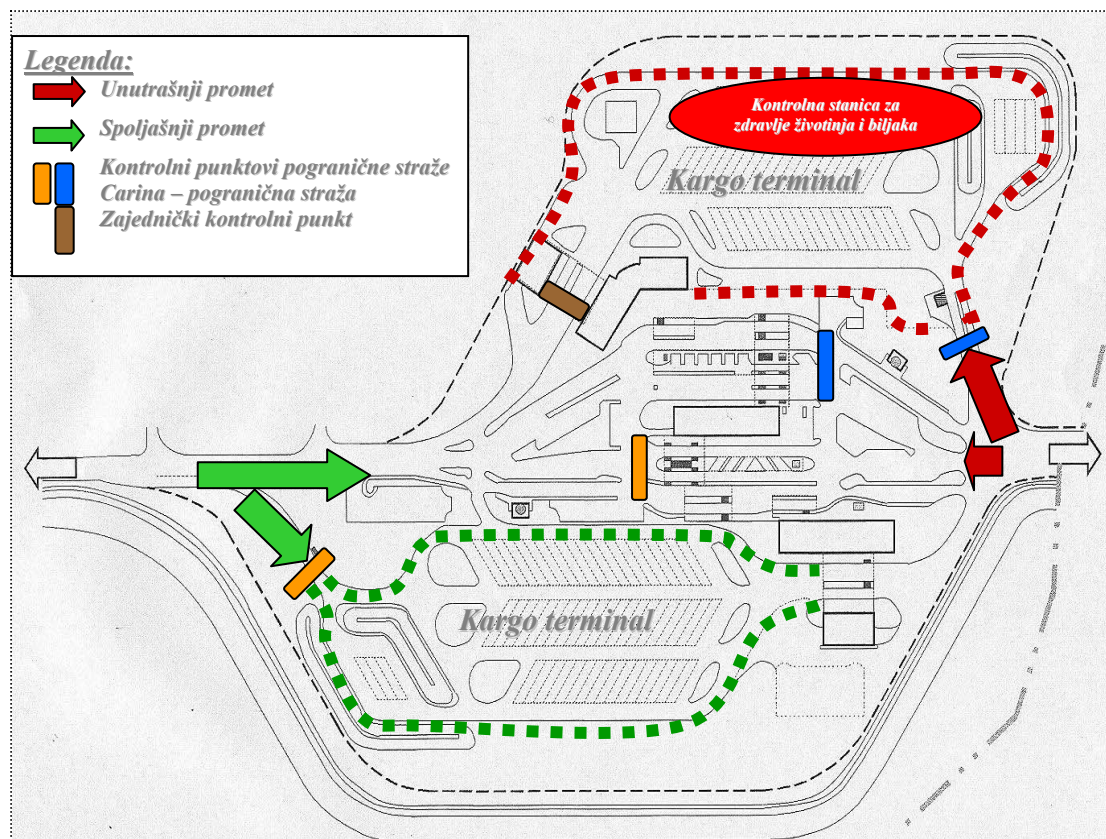 Legenda:
Unutrašnji promet
Spoljašnji promet
Kontrolni punktovi pogranične straže
Carina – pogranična straža
Zajednički kontrolni punkt
Kontrolna stanica za
zdravlje životinja i biljaka
Kargo terminal
Kargo terminal